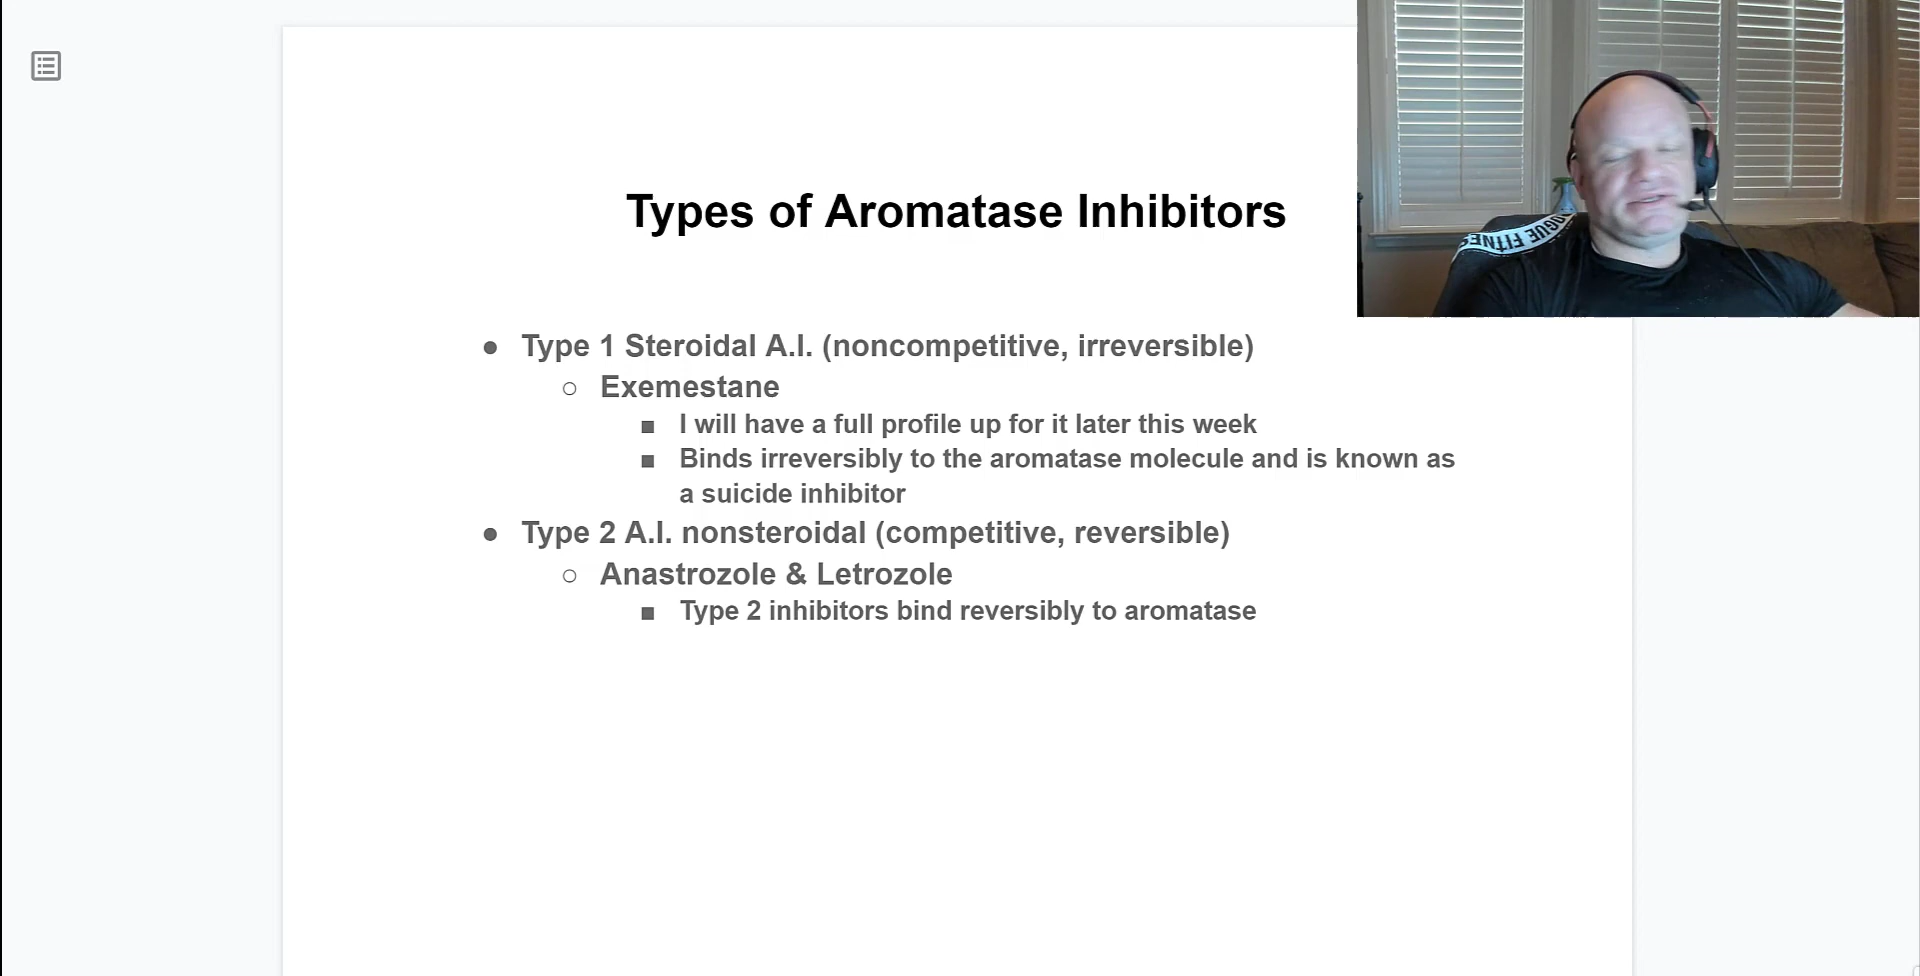 Types of Aromatase Inhibitors
OGUE FITNES
● Type 1 Steroidal A.I. (noncompetitive, irreversible)
○ Exemestane
■ I will have a full profile up for it later this week
■ Binds irreversibly to the aromatase molecule and is known as
a suicide inhibitor
● Type 2 A.I. nonsteroidal (competitive, reversible)
○ Anastrozole & Letrozole
■ Type 2 inhibitors bind reversibly to aromatase